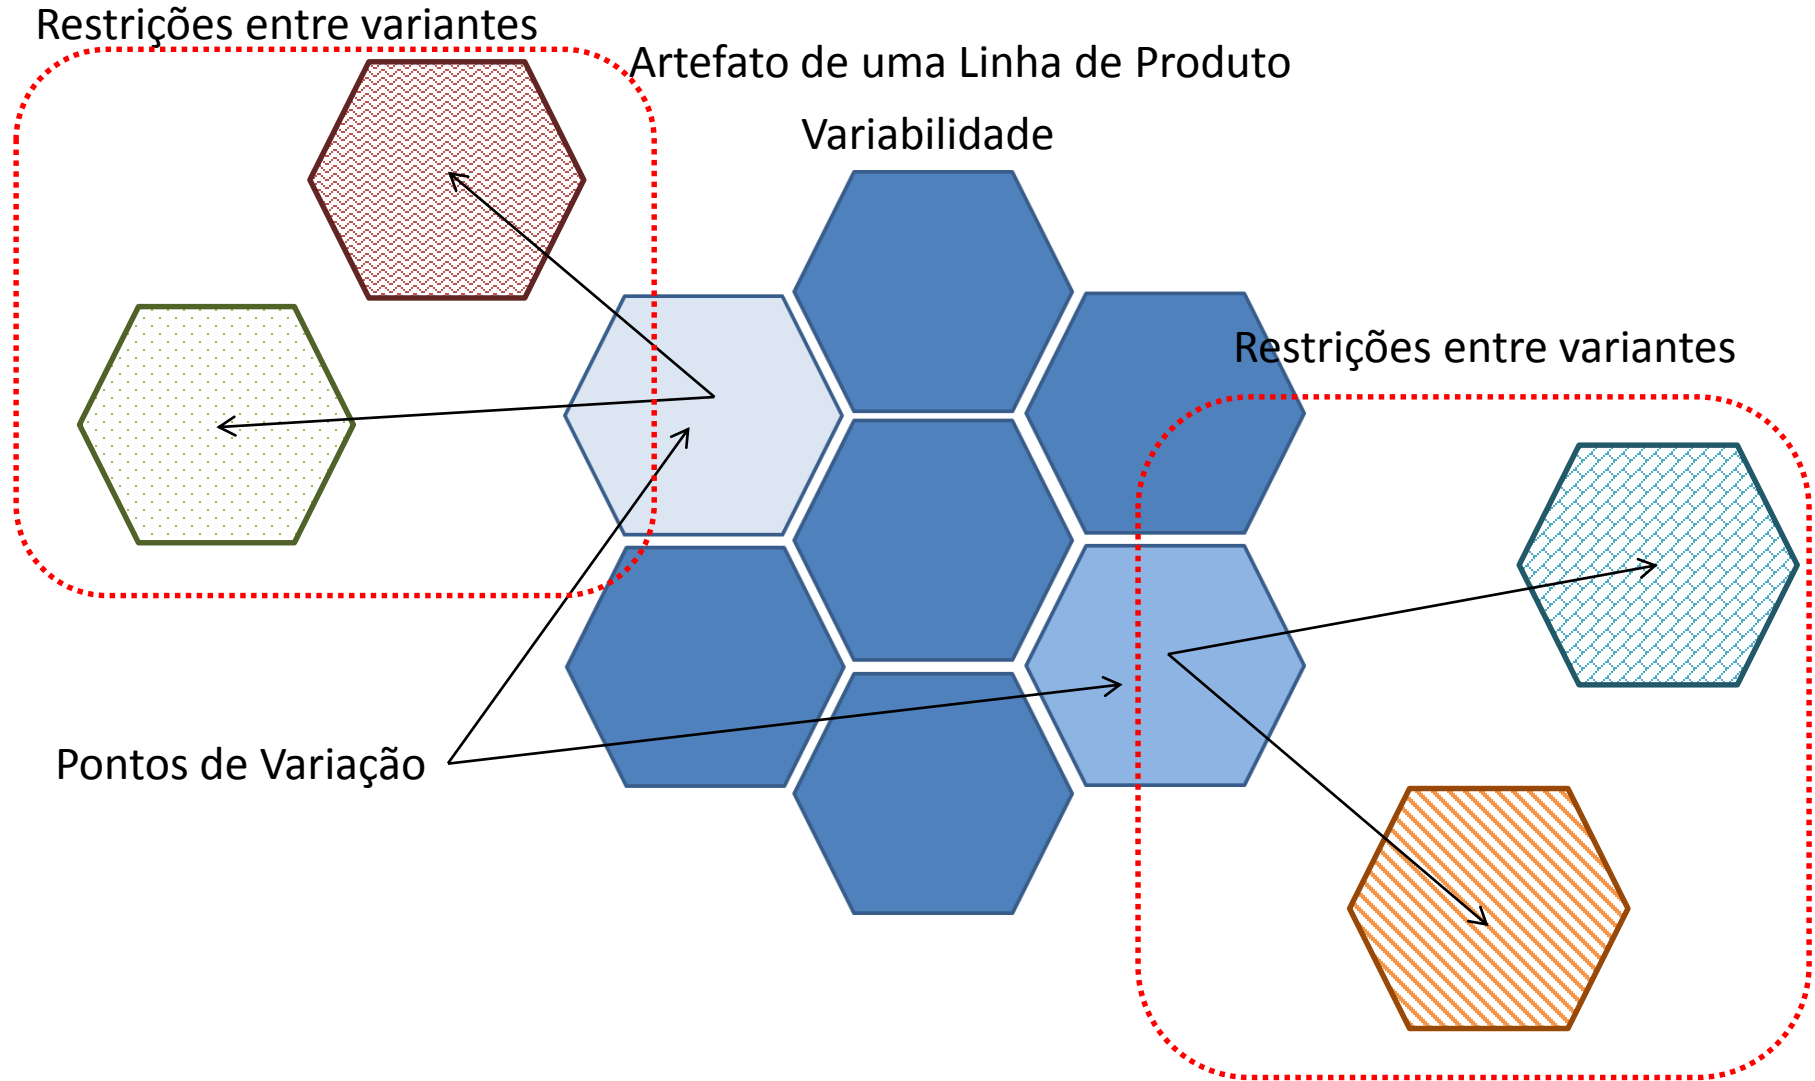 Restrições entre variantes
Artefato de uma Linha de Produto
Variabilidade
Restrições entre variantes
Pontos de Variação